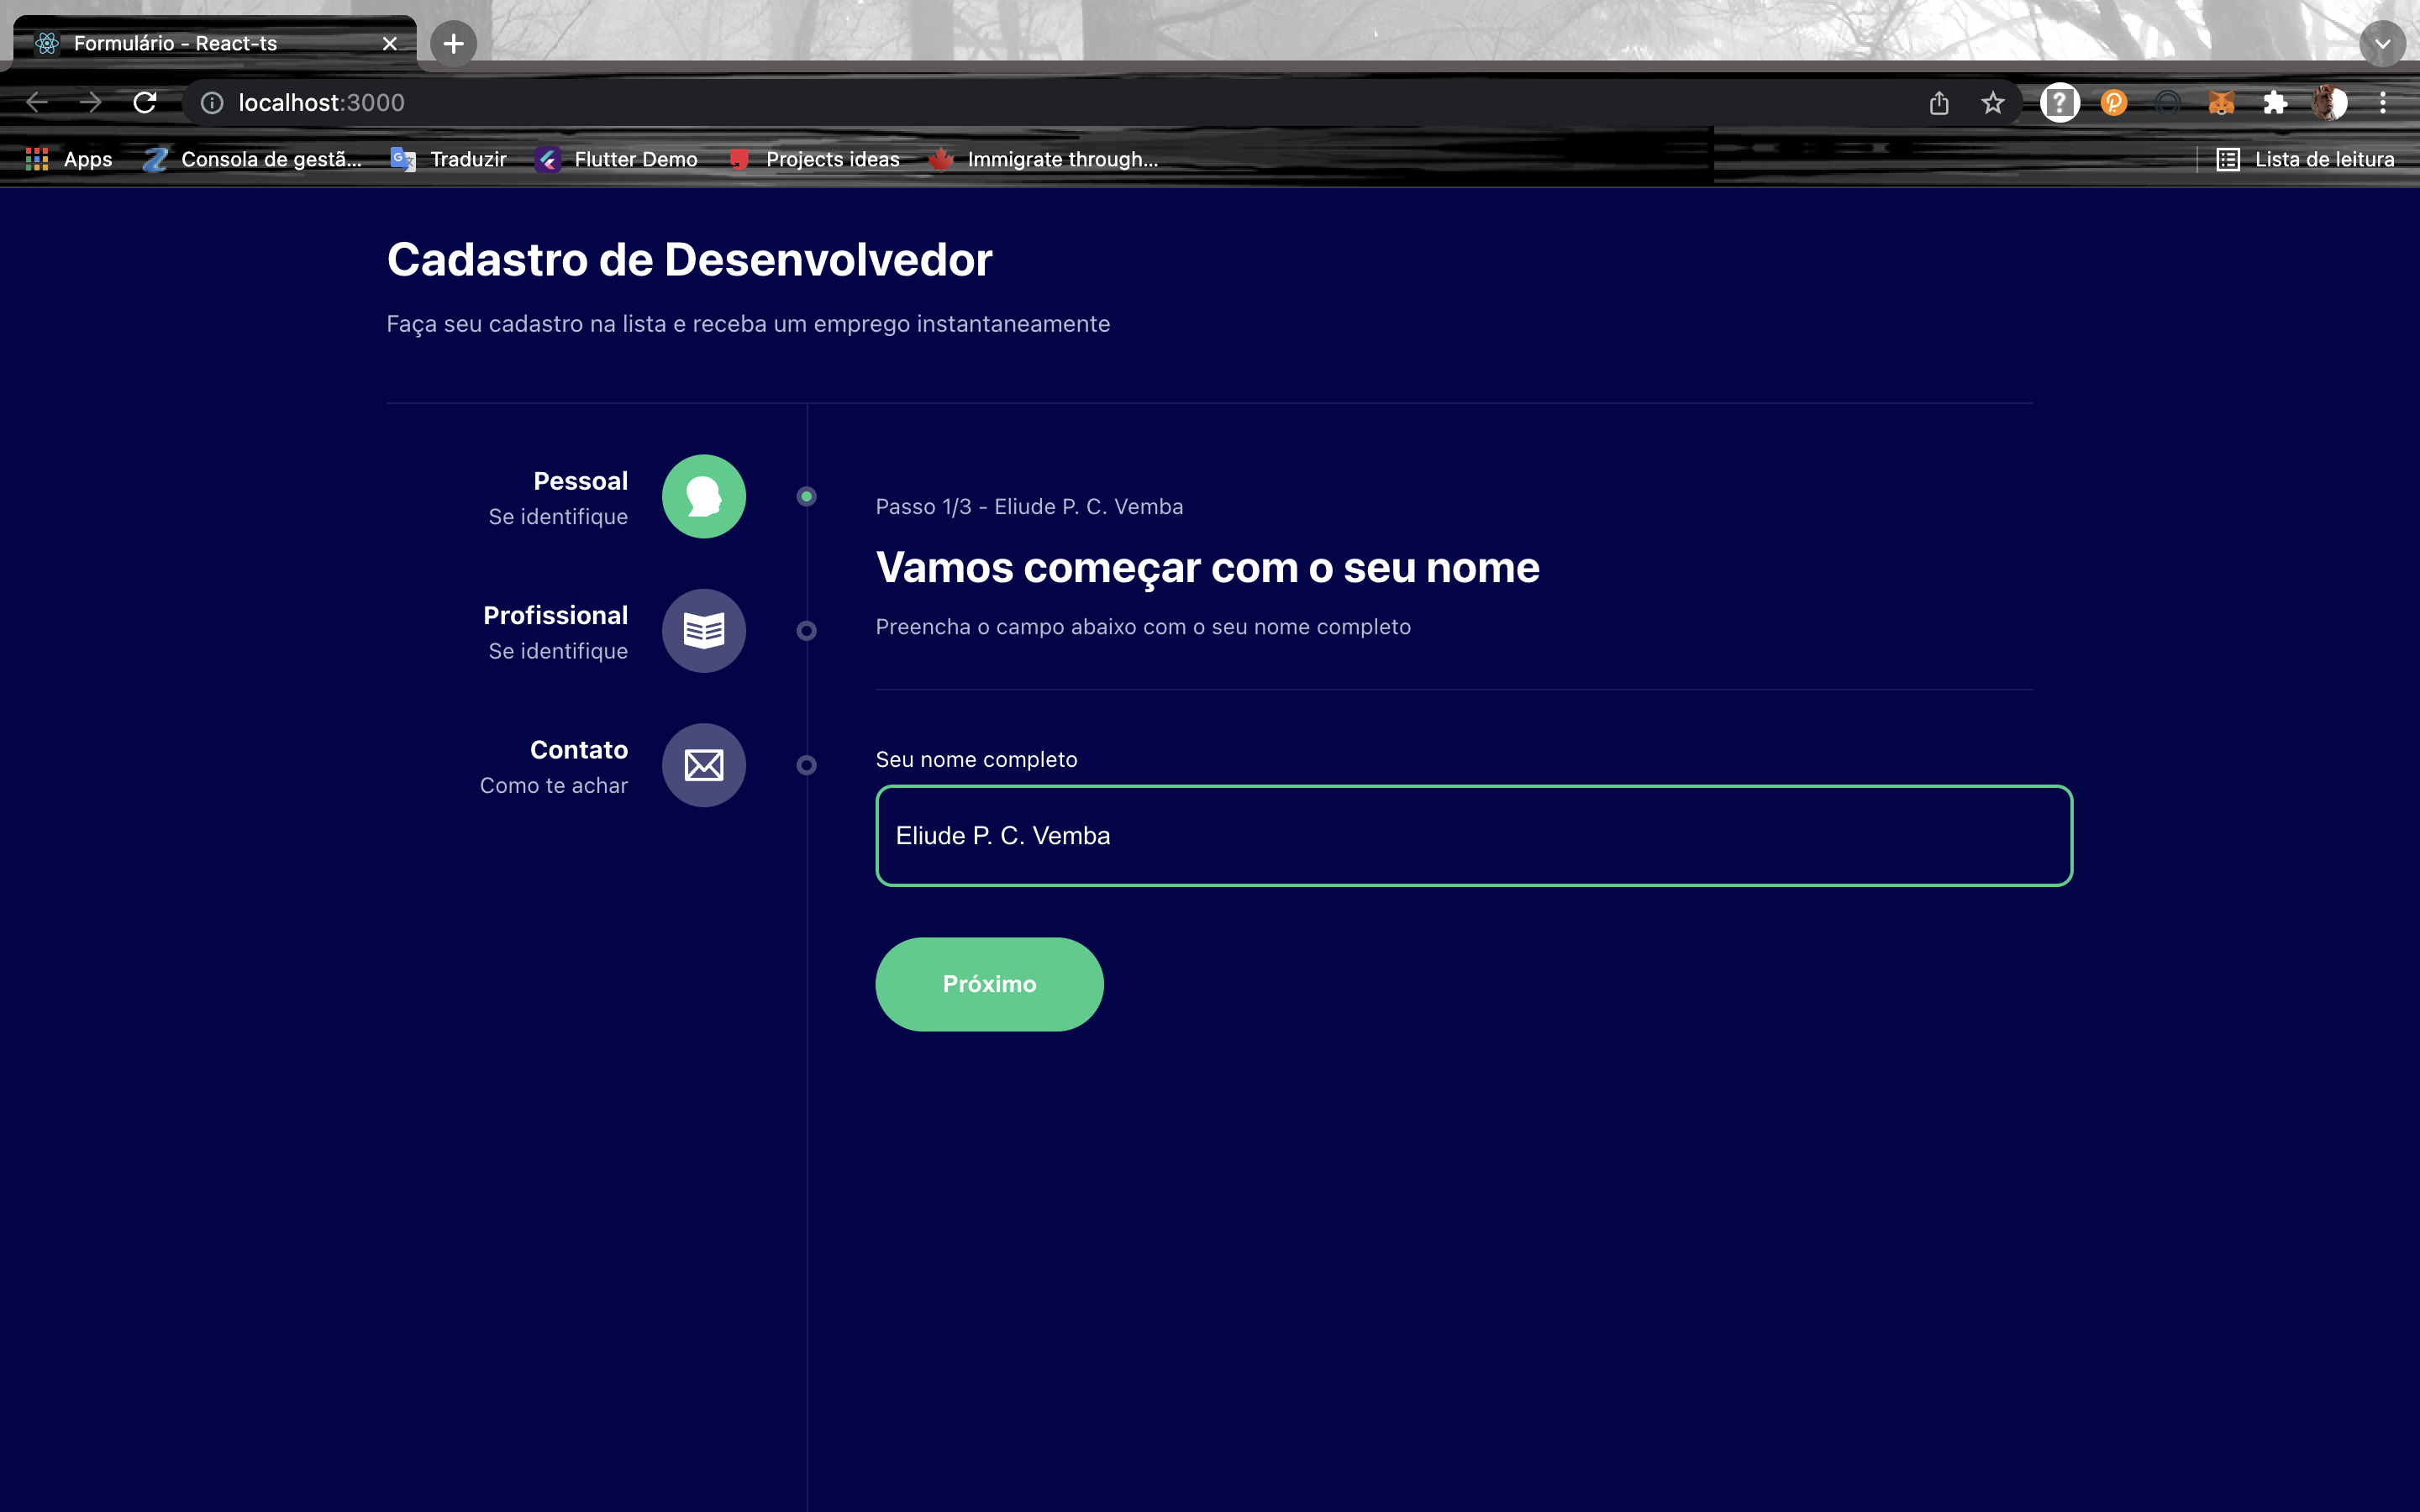 Formulário - React-ts
localhost:3000
Apps
Consola de gestã...
Traduzir
Flutter Demo
Projects ideas
Immigrate through...
Lista de leitura
Cadastro de Desenvolvedor
Faça seu cadastro na lista e receba um emprego instantaneamente
Pessoal
Se identifique
Profissional
Se identifique
Contato
Como te achar
Passo 1/3 - Eliude P. C. Vemba
Vamos começar com o seu nome
Preencha o campo abaixo com o seu nome completo
Seu nome completo
Eliude P. C. Vemba
Próximo